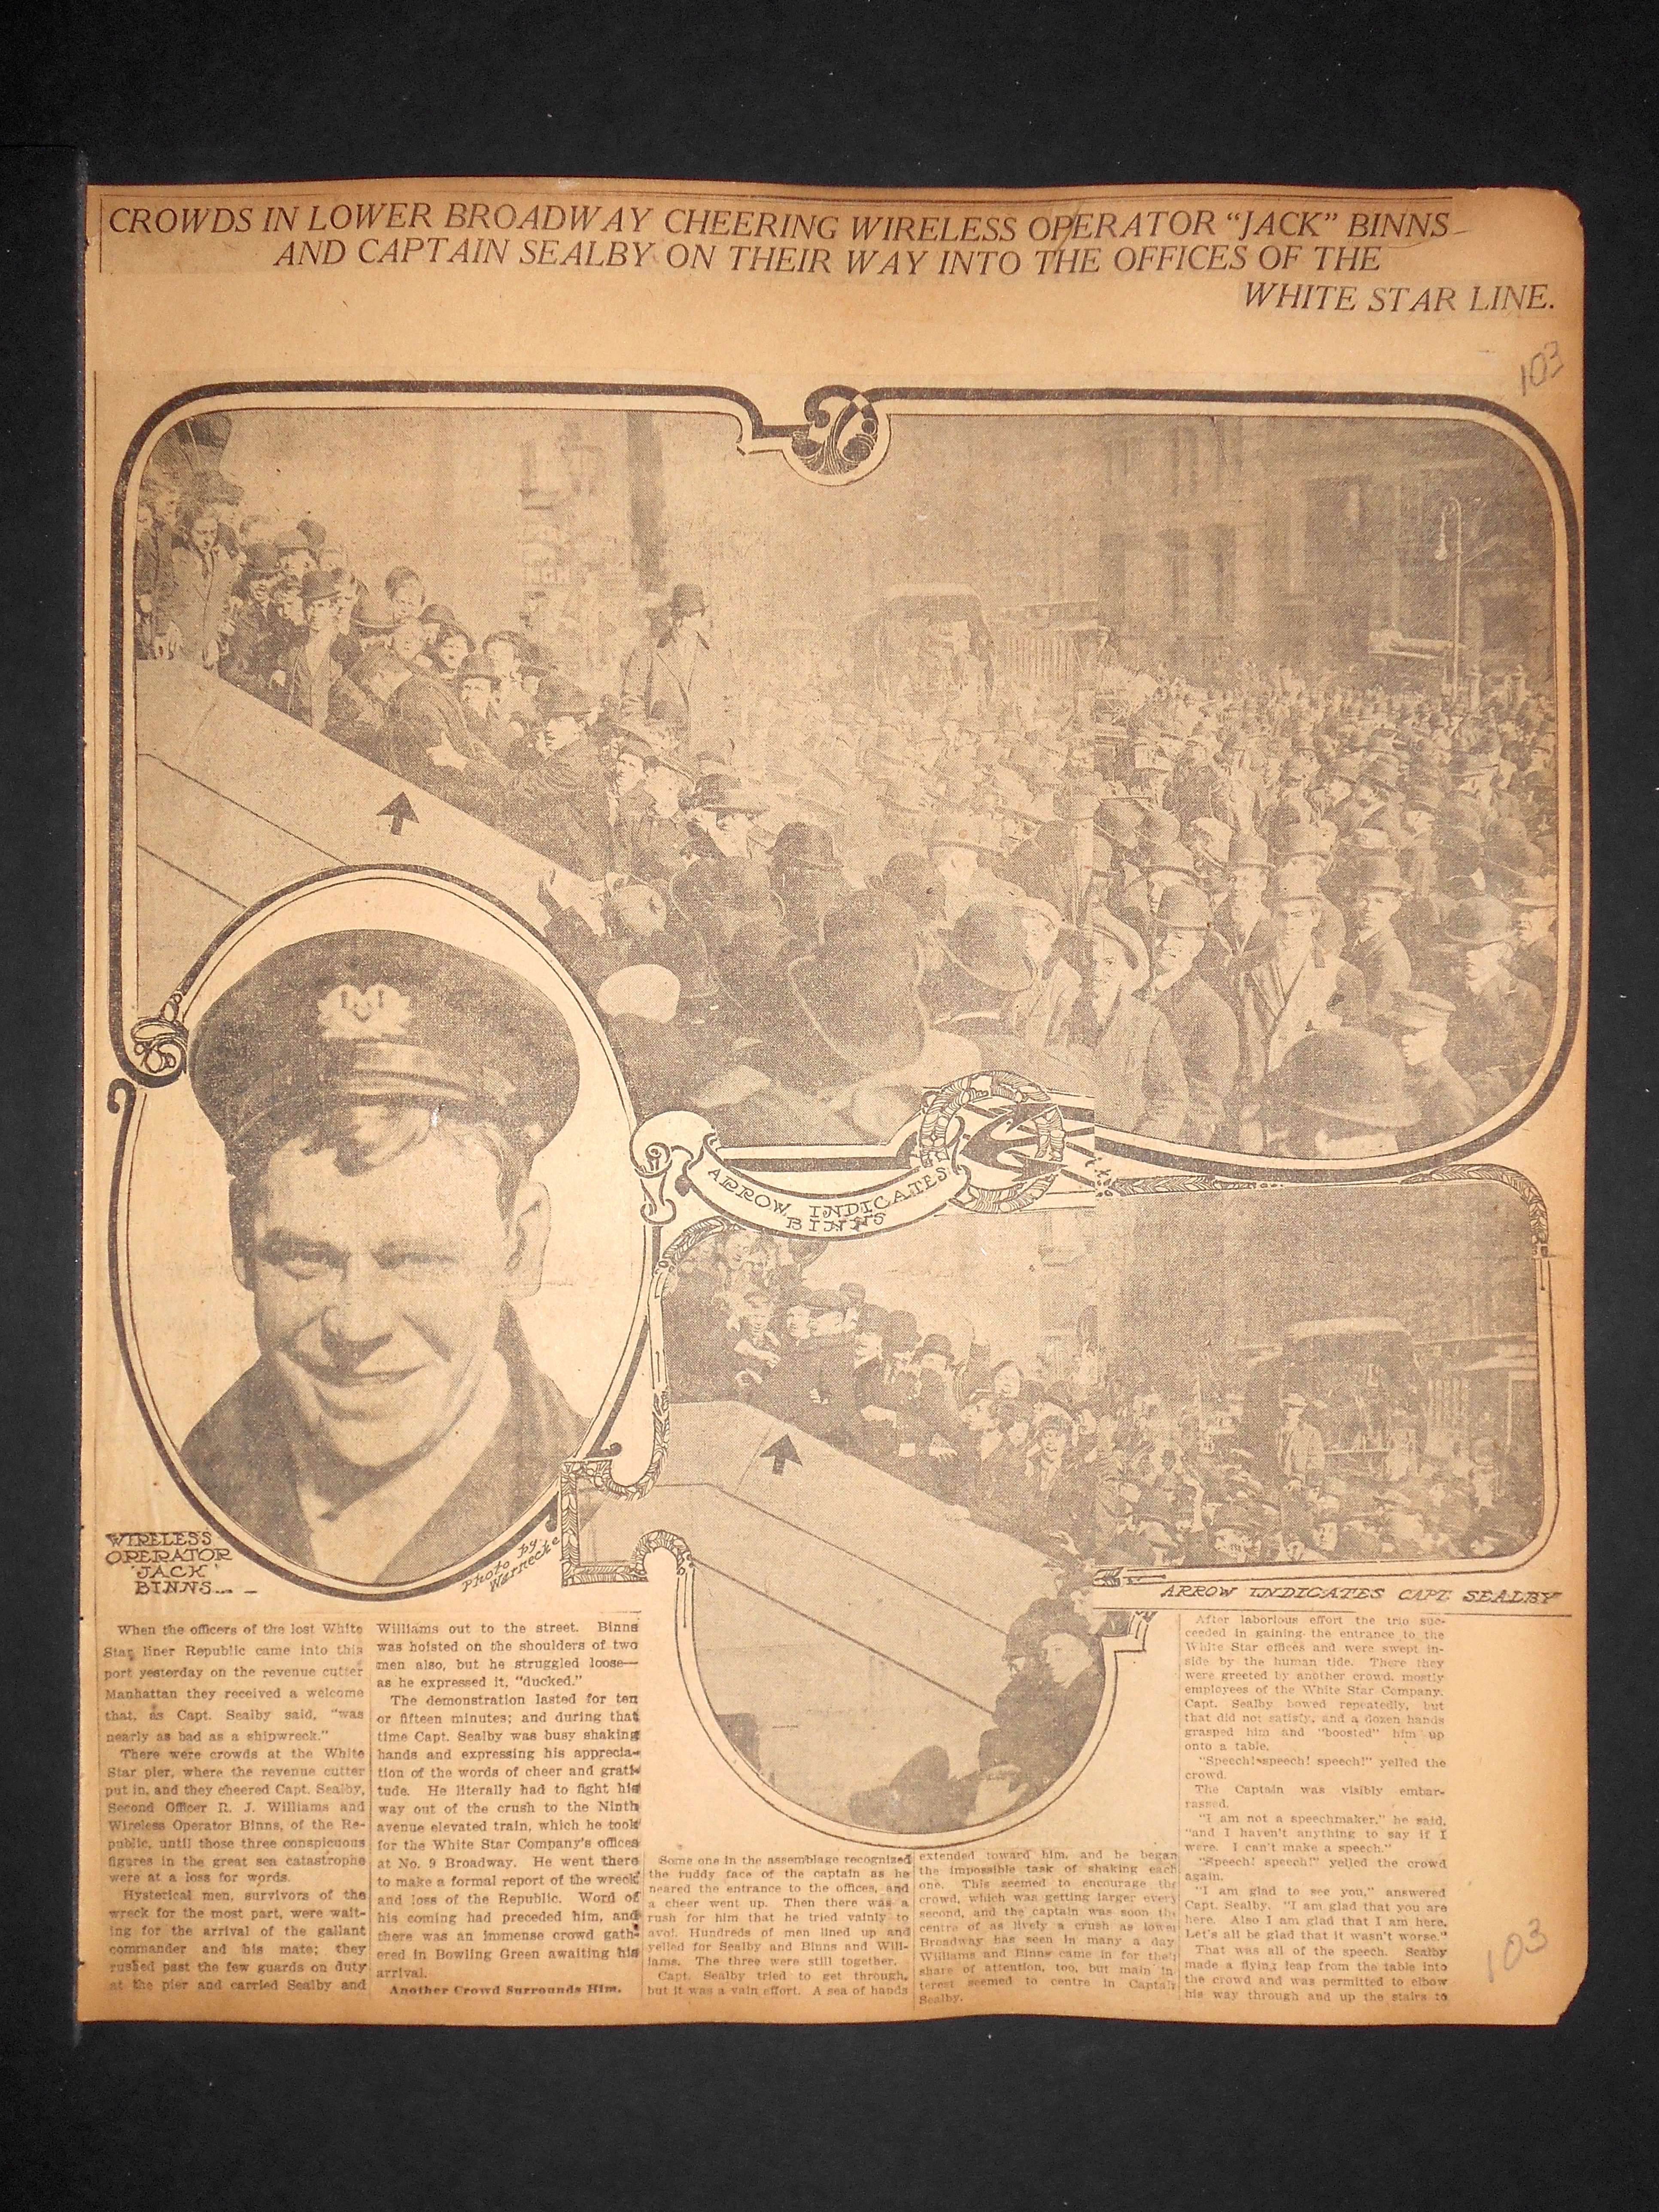 CROWDS IN LOWER BROADWAY CHEERING WIRELESS OPERATOR "JACK" BINNS
AND CAPTAIN SEALBY ON THEIR WAY INTO THE OFFICES OF THE
WHITE STAR LINE.
103
ARROW INDICATES
BINNS
WIRELESS
OPERATOR
"JACK"
BINNS
Photo by
Warnecke
ARROW INDICATES CAPT. SEALBY
When the officers of the lost White
Star liner Republic came into this
port yesterday on the revenue cutter
Manhattan they received a welcome
that, as Capt. Sealby said, "was
nearly as bad as a shipwreck."
There were crowds at the White
Star pier, where the revenue cutter
put in, and they cheered Capt. Sealby,
Second Officer R. J. Williams and
Wireless Operator Binns, of the Re-
public, until those three conspicuous
figures in the great sea catastrophe
were at a loss for words.
Hysterical men, survivors of the
wreck for the most part, were wait-
ing for the arrival of the gallant
commander and his mate; they
rushed past the few guards on duty
at the pier and carried Sealby and
Williams out to the street. Binns
was hoisted on the shoulders of two
men also, but he struggled loose—
as he expressed it, "ducked."
The demonstration lasted for ten
or fifteen minutes; and during that
time Capt. Sealby was busy shaking
hands and expressing his apprecia-
tion of the words of cheer and grati-
tude. He literally had to fight his
way out of the crush to the Ninth
avenue elevated train, which he took
for the White Star Company's offices
at No. 9 Broadway. He went there
to make a formal report of the wreck
and loss of the Republic. Word of
his coming had preceded him, and
there was an immense crowd gath-
ered in Bowling Green awaiting his
arrival.
Another Crowd Surrounds Him.
Some one in the assemblage recognized
the ruddy face of the captain as he
neared the entrance to the offices, and
a cheer went up. Then there was a
rush for him that he tried vainly to
avoid. Hundreds of men lined up and
yelled for Sealby and Binns and Will-
iams. The three were still together.
Capt. Sealby tried to get through,
but it was a vain effort. A sea of hands
extended toward him, and he began
the impossible task of shaking each
one. This seemed to encourage the
crowd, which was getting larger every
second, and the captain was soon the
centre of as lively a crush as lower
Broadway has seen in many a day.
Williams and Binns came in for their
share of attention, too, but main in-
terest seemed to centre in Captain
Sealby.
After laborious effort the trio suc-
ceeded in gaining the entrance to the
White Star offices and were swept in-
side by the human tide. There they
were greeted by another crowd, mostly
employees of the White Star Company.
Capt. Sealby bowed repeatedly, but
that did not satisfy, and a dozen hands
grasped him and "boosted" him up
onto a table.
"Speech! speech! speech!" yelled the
crowd.
The Captain was visibly embar-
rassed.
"I am not a speechmaker," he said,
"and I haven't anything to say if I
were. I can't make a speech."
"Speech! speech!" yelled the crowd
again.
"I am glad to see you," answered
Capt. Sealby. "I am glad that you are
here. Also I am glad that I am here.
Let's all be glad that it wasn't worse."
That was all of the speech. Sealby
made a flying leap from the table into
the crowd and was permitted to elbow
his way through and up the stairs to
103